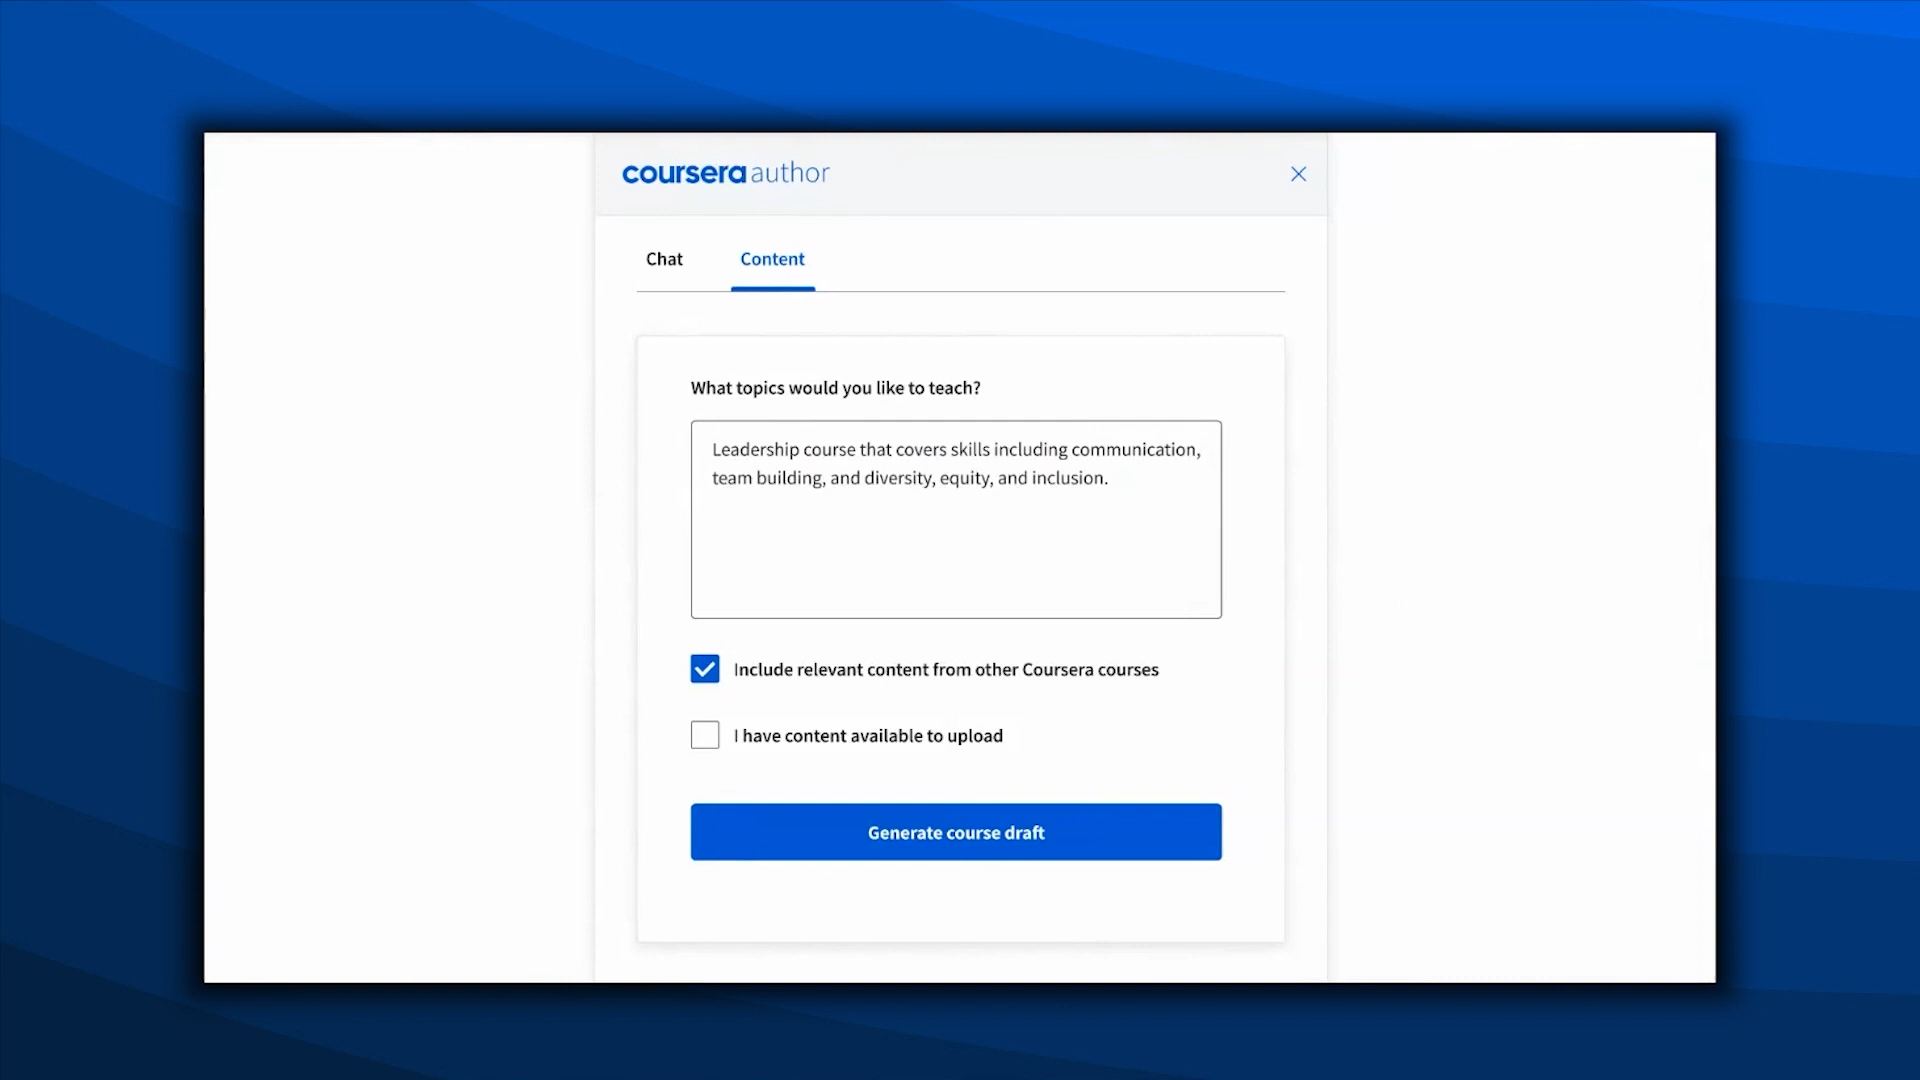 coursera author
Chat
Content
What topics would you like to teach?
Leadership course that covers skills including communication,
team building, and diversity, equity, and inclusion.
Include relevant content from other Coursera courses
I have content available to upload
Generate course draft